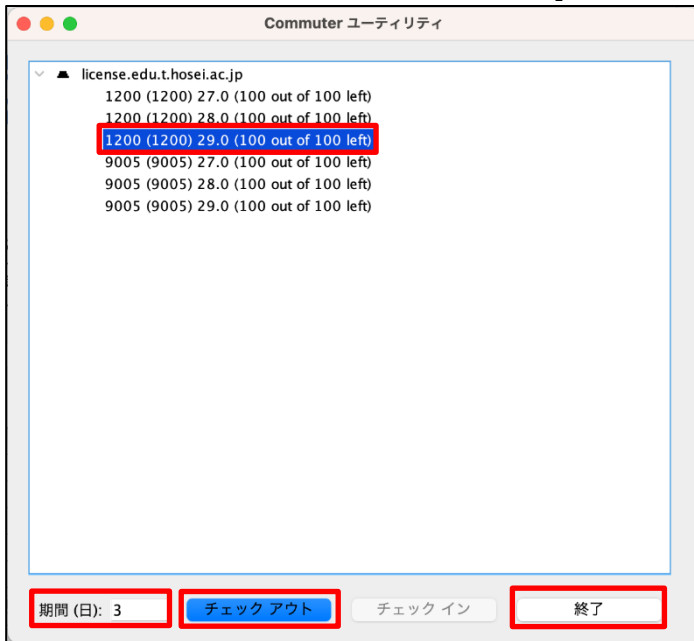 Commuter ユーティリティ
license.edu.t.hosei.ac.jp
1200 (1200) 27.0 (100 out of 100 left)
1200 (1200) 28.0 (100 out of 100 left)
1200 (1200) 29.0 (100 out of 100 left)
9005 (9005) 27.0 (100 out of 100 left)
9005 (9005) 28.0 (100 out of 100 left)
9005 (9005) 29.0 (100 out of 100 left)
期間 (日): 3 チェック アウト チェック イン 終了